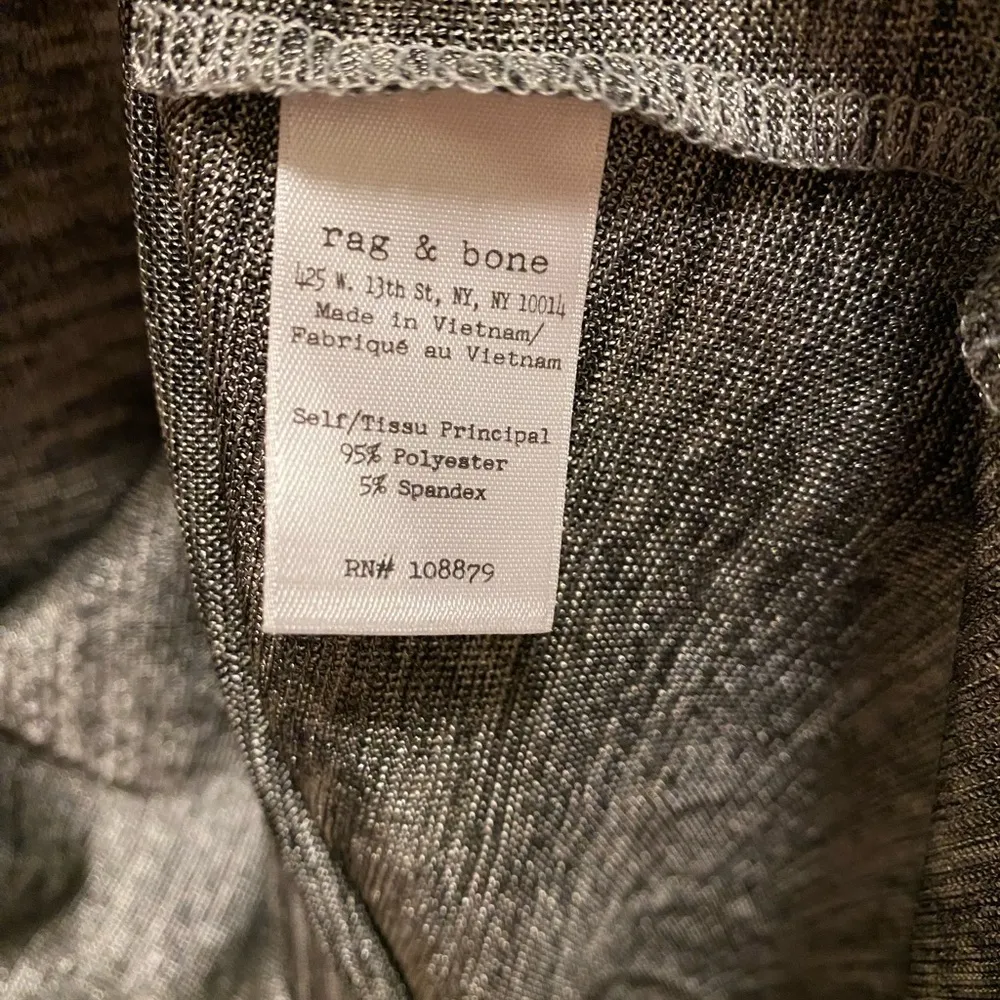 rag & bone
425 W. 13th St, NY, NY 10014
Made in Vietnam/
Fabriqué au Vietnam
Self/Tissu Principal
95% Polyester
5% Spandex
RN# 108879